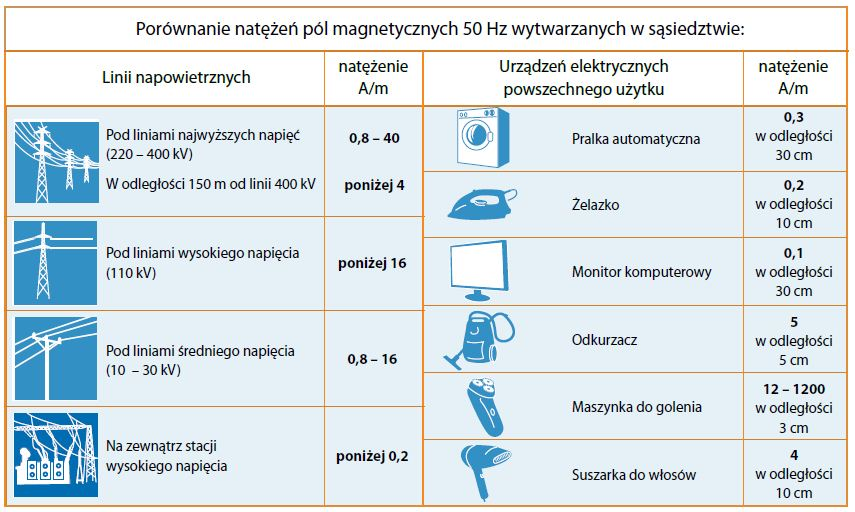 Porównanie natężeń pól magnetycznych 50 Hz wytwarzanych w sąsiedztwie:
Linii napowietrznych
natężenie
A/m
Pod liniami najwyższych napięć
(220 – 400 kV)
0,8 – 40
W odległości 150 m od linii 400 kV
poniżej 4
Pod liniami wysokiego napięcia
(110 kV)
poniżej 16
Pod liniami średniego napięcia
(10 – 30 kV)
0,8 – 16
Na zewnątrz stacji
wysokiego napięcia
poniżej 0,2
Urządzeń elektrycznych
powszechnego użytku
natężenie
A/m
Pralka automatyczna
0,3
w odległości
30 cm
Żelazko
0,2
w odległości
10 cm
Monitor komputerowy
0,1
w odległości
30 cm
Odkurzacz
5
w odległości
5 cm
Maszynka do golenia
12 – 1200
w odległości
3 cm
Suszarka do włosów
4
w odległości
10 cm